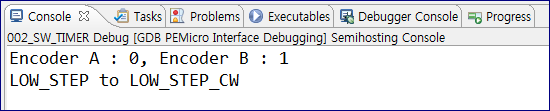 Console Tasks Problems Executables Debugger Console Progress
002_SW_TIMER Debug [GDB PEMicro Interface Debugging] Semihosting Console
Encoder A : 0, Encoder B : 1
LOW_STEP to LOW_STEP_CW